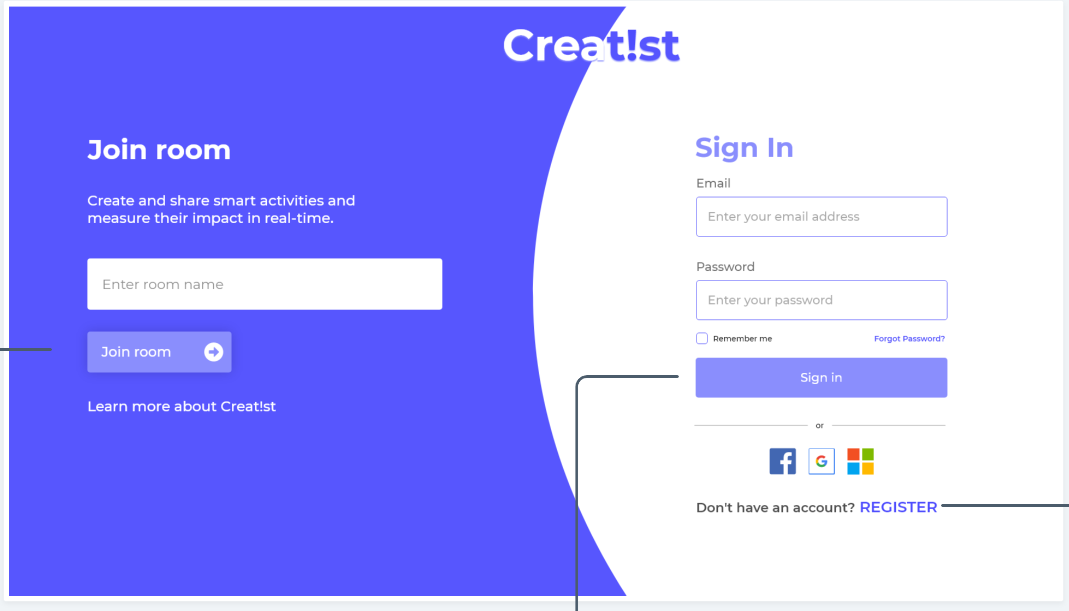 Creat!st
Join room
Create and share smart activities and
measure their impact in real-time.
Enter room name
Join room
Learn more about Creat!st
Sign In
Email
Enter your email address
Password
Enter your password
Remember me
Forgot Password?
Sign in
or
f
G
Don't have an account? REGISTER